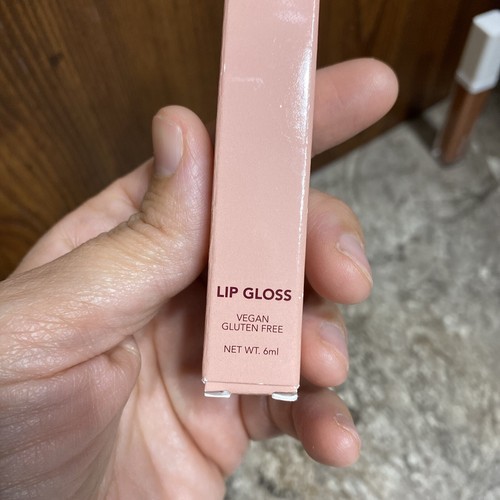 LIP GLOSS
VEGAN
GLUTEN FREE
NET WT. 6ml